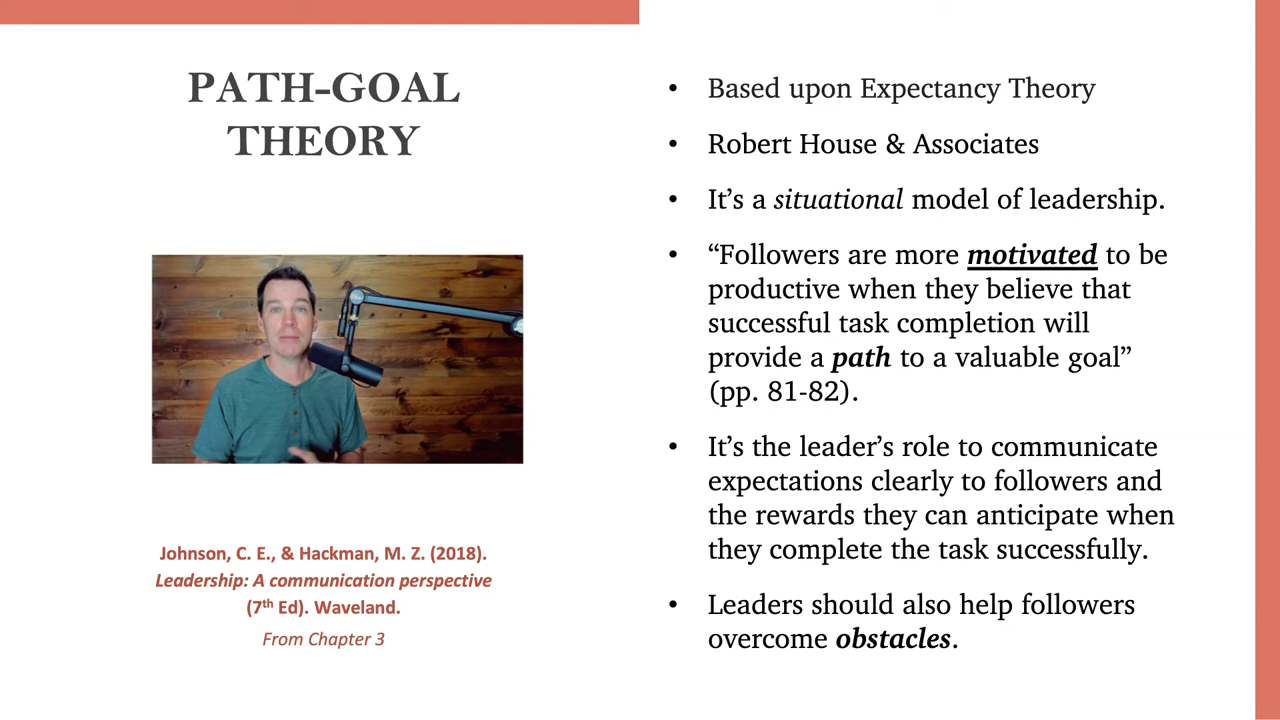 PATH-GOAL
THEORY
Johnson, C. E., & Hackman, M. Z. (2018).
Leadership: A communication perspective
(7th Ed). Waveland.
From Chapter 3
• Based upon Expectancy Theory
• Robert House & Associates
• It’s a situational model of leadership.
• “Followers are more motivated to be
productive when they believe that
successful task completion will
provide a path to a valuable goal”
(pp. 81-82).
• It’s the leader’s role to communicate
expectations clearly to followers and
the rewards they can anticipate when
they complete the task successfully.
• Leaders should also help followers
overcome obstacles.